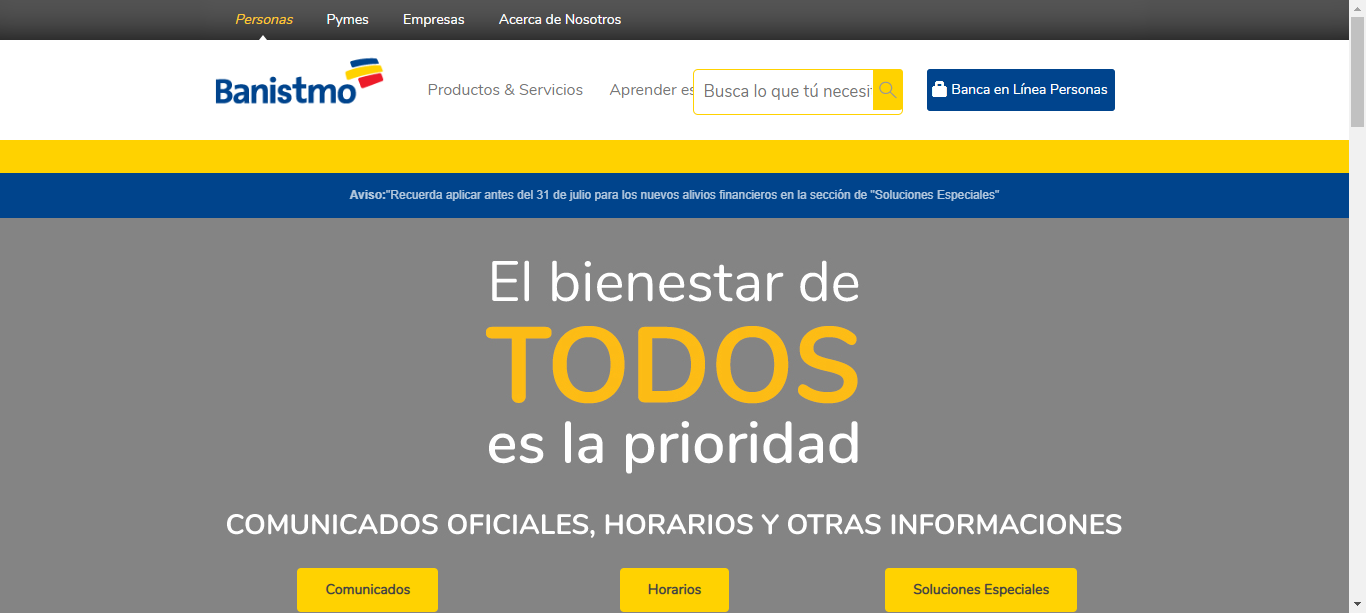 Personas Pymes Empresas Acerca de Nosotros
Banistmo Productos & Servicios Aprender es Busca lo que tú necesi Banca en Línea Personas
Aviso:"Recuerda aplicar antes del 31 de julio para los nuevos alivios financieros en la sección de "Soluciones Especiales"
El bienestar de
TODOS
es la prioridad
COMUNICADOS OFICIALES, HORARIOS Y OTRAS INFORMACIONES
Comunicados Horarios Soluciones Especiales